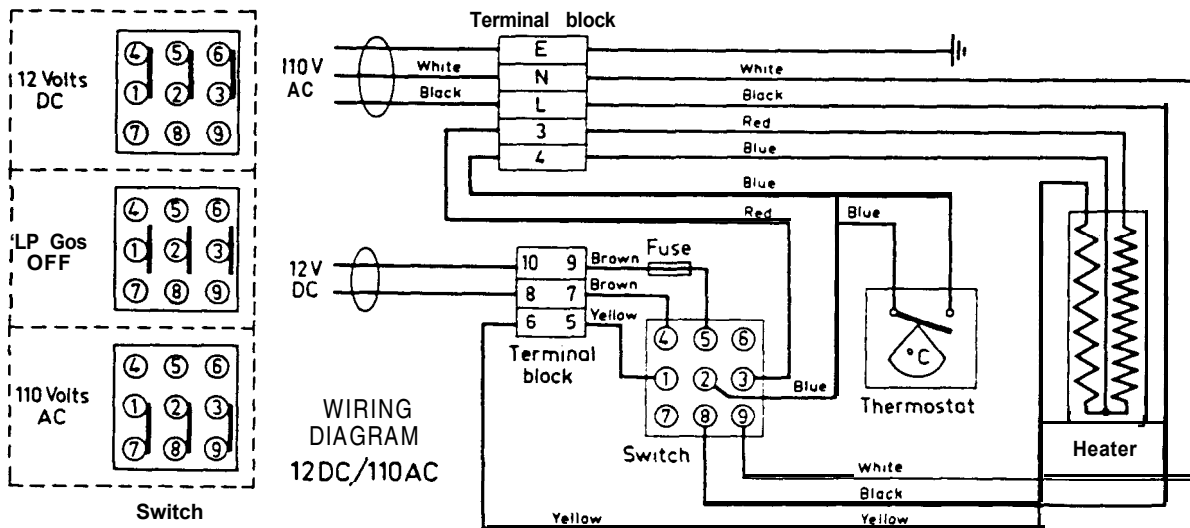 12 Volts
DC
4 5 6
1 2 3
7 8 9
LP Gos
OFF
4 5 6
1 2 3
7 8 9
110 Volts
AC
4 5 6
1 2 3
7 8 9
Switch
Terminal block
110V
AC
White
Black
E
N
L
3
4
White
Black
Red
Blue
Blue
Red
Blue
12V
DC
10 9
8 7
6 5
Brown
Fuse
Brown
Yellow
Terminal
block
4 5 6
1 2 3
7 8 9
Blue
Switch
°C
Thermostat
Heater
WIRING
DIAGRAM
12DC/110AC
White
Black
Yellow Yellow